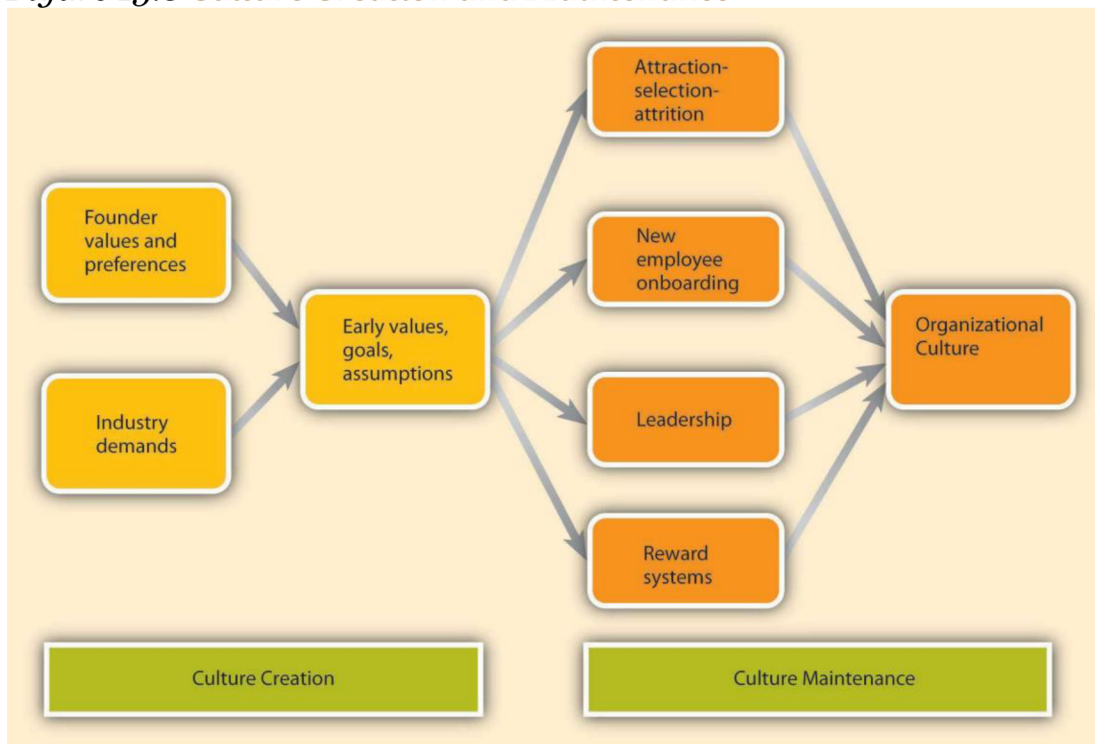 Founder
values and
preferences
Industry
demands
Early values,
goals,
assumptions
Attraction-
selection-
attrition
New
employee
onboarding
Leadership
Reward
systems
Organizational
Culture
Culture Creation
Culture Maintenance